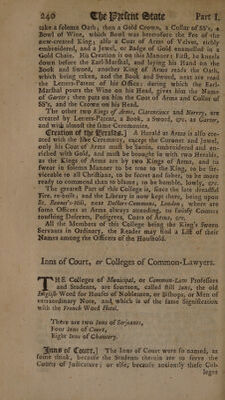 240 The Present State Part I.
take a solemn Oath, then a Gold Crown, a Collar of SS's, a
Bowl of Wine, which Bowl was heretofore the Fee of the
new-created King; also a Coat of Arms of Velvet, richly
embroidered, and a Jewel, or Badge of Gold enamelled in a
Gold Chain. His Creation is on this Manner: First, he kneels
down before the Earl-Marshal, and laying his Hand on the
Book and Sword, another King of Arms reads the Oath,
which being taken, and the Book and Sword, next are read
the Letters-Patent of his Office: during which the Earl-
Marshal pours the Wine on his Head, gives him the Name
of Garter; then puts on him the Coat of Arms and Collar of
SS's, and the Crown on his Head.
The other two Kings of Arms, Clarencieux and Norroy, are
created by Letters-Patent, a Book, a Sword, &c. as Garter,
and with almost the same Ceremonies.
Creation of the Herald.] A Herald at Arms is also cre-
ated with the like Ceremony, except the Garment and Jewel,
only his Coat of Arms must be Sattin, embroidered and en-
riched with Gold, and must be brought in with two Heralds,
as the Kings of Arms are by two Kings of Arms, and is
sworn in solemn Manner to be true to the King, to be ser-
viceable to all Christians, to be secret and sober, to be more
ready to commend than to blame, to be humble, lowly, &c.
The greatest Part of this College is, since the late dreadful
Fire, re-built; and the Library is now kept there, being upon
St. Bennet's-Hill, near Doctors-Commons, London; where are
some Officers at Arms always attending, to satisfy Comers
touching Descents, Pedigrees, Coats of Arms, &c.
All the Members of this College being the King's sworn
Servants in Ordinary, the Reader may find a List of their
Names among the Officers of the Houshold.
Inns of Court, or Colleges of Common-Lawyers.
THE Colleges of Municipal, or Common-Law Professors
and Students, are fourteen, called still Inns, the old
English Word for Houses of Noblemen, or Bishops, or Men of
extraordinary Note, and which is of the same Signification
with the French Word Hotel.
There are two Inns of Serjeants,
Four Inns of Court,
Eight Inns of Chancery.
Inns of Court.] The Inns of Court were so named, as
some think, because the Students therein are to serve the
Courts of Judicature; or else, because anciently these Col-
leges